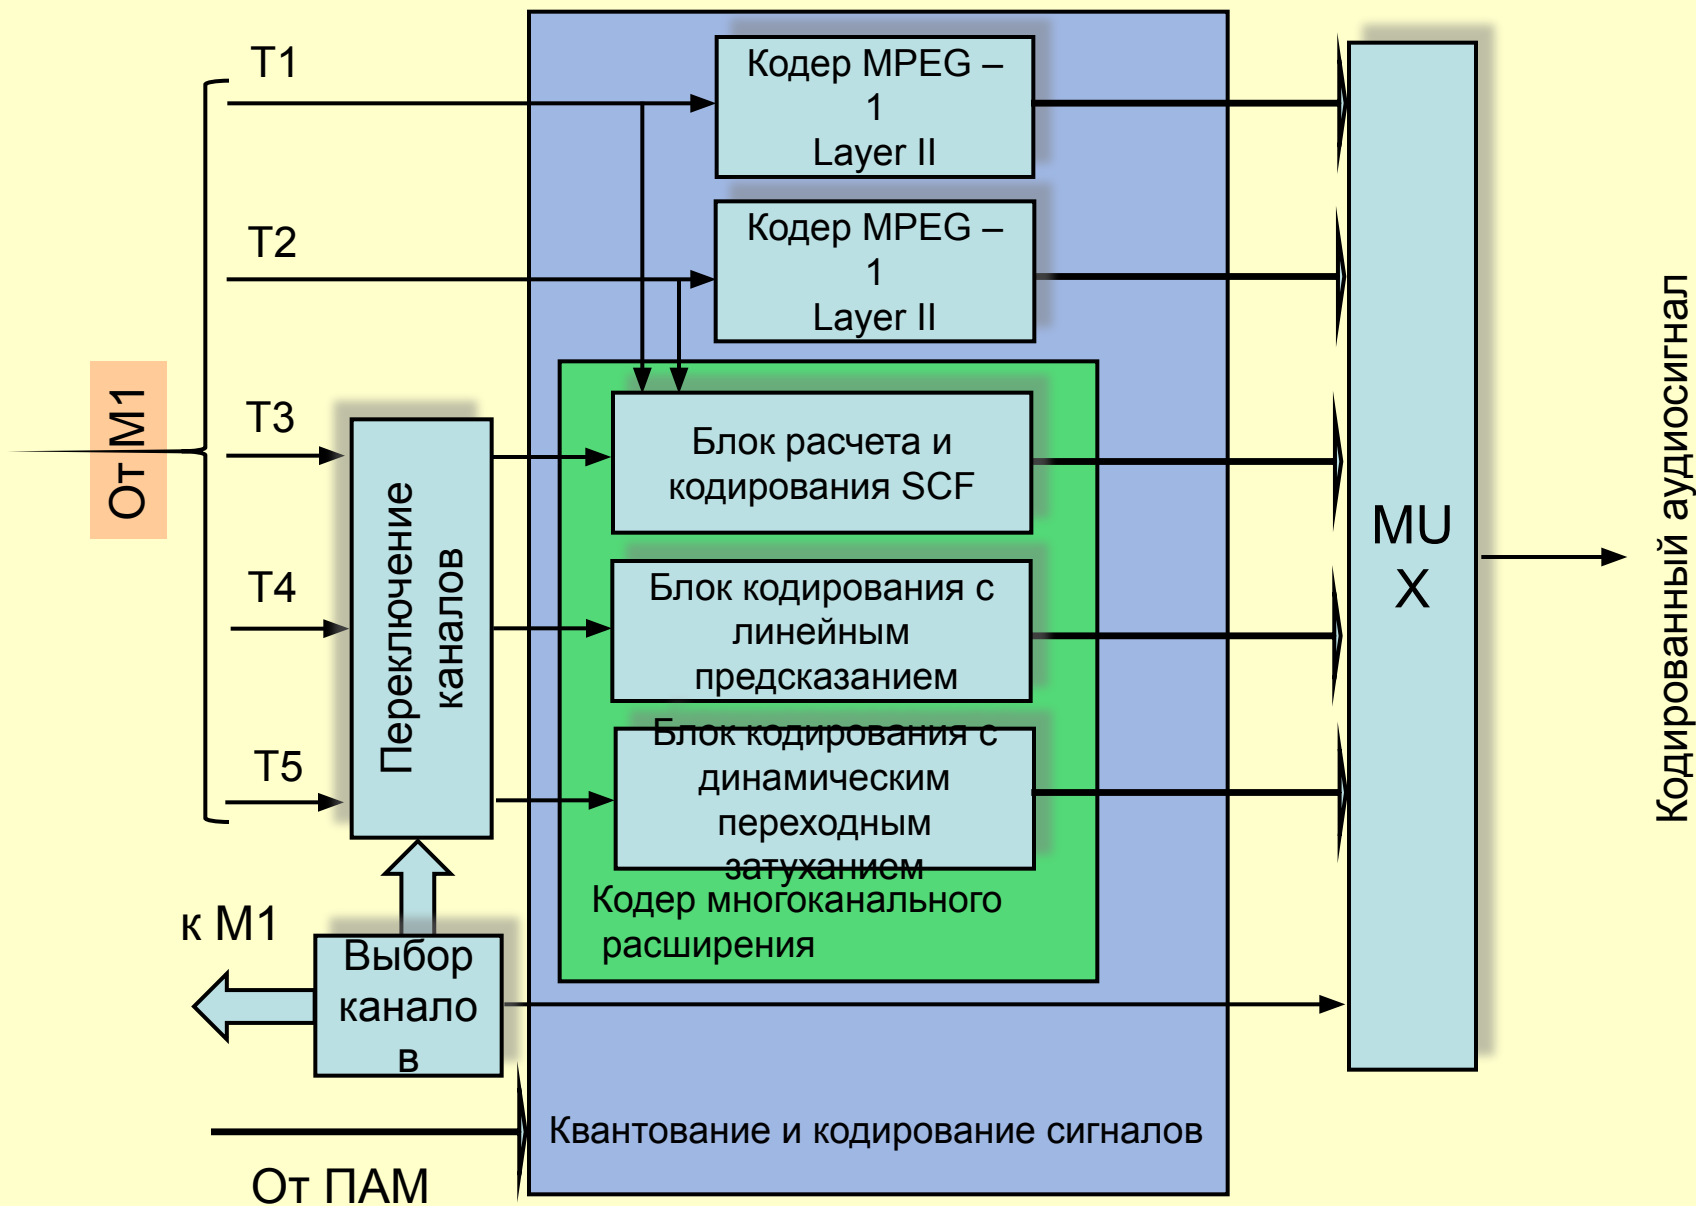 T1
Кодер MPEG –
1
Layer II
T2
Кодер MPEG –
1
Layer II
От М1
T3
T4
T5
Переключение
каналов
Блок расчета и
кодирования SCF
Блок кодирования с
линейным
предсказанием
Блок кодирования с
динамическим
переходным
затуханием
Кодер многоканального
расширения
MU
X
Кодированный аудиосигнал
к М1
Выбор
канало
в
Квантование и кодирование сигналов
От ПАМ